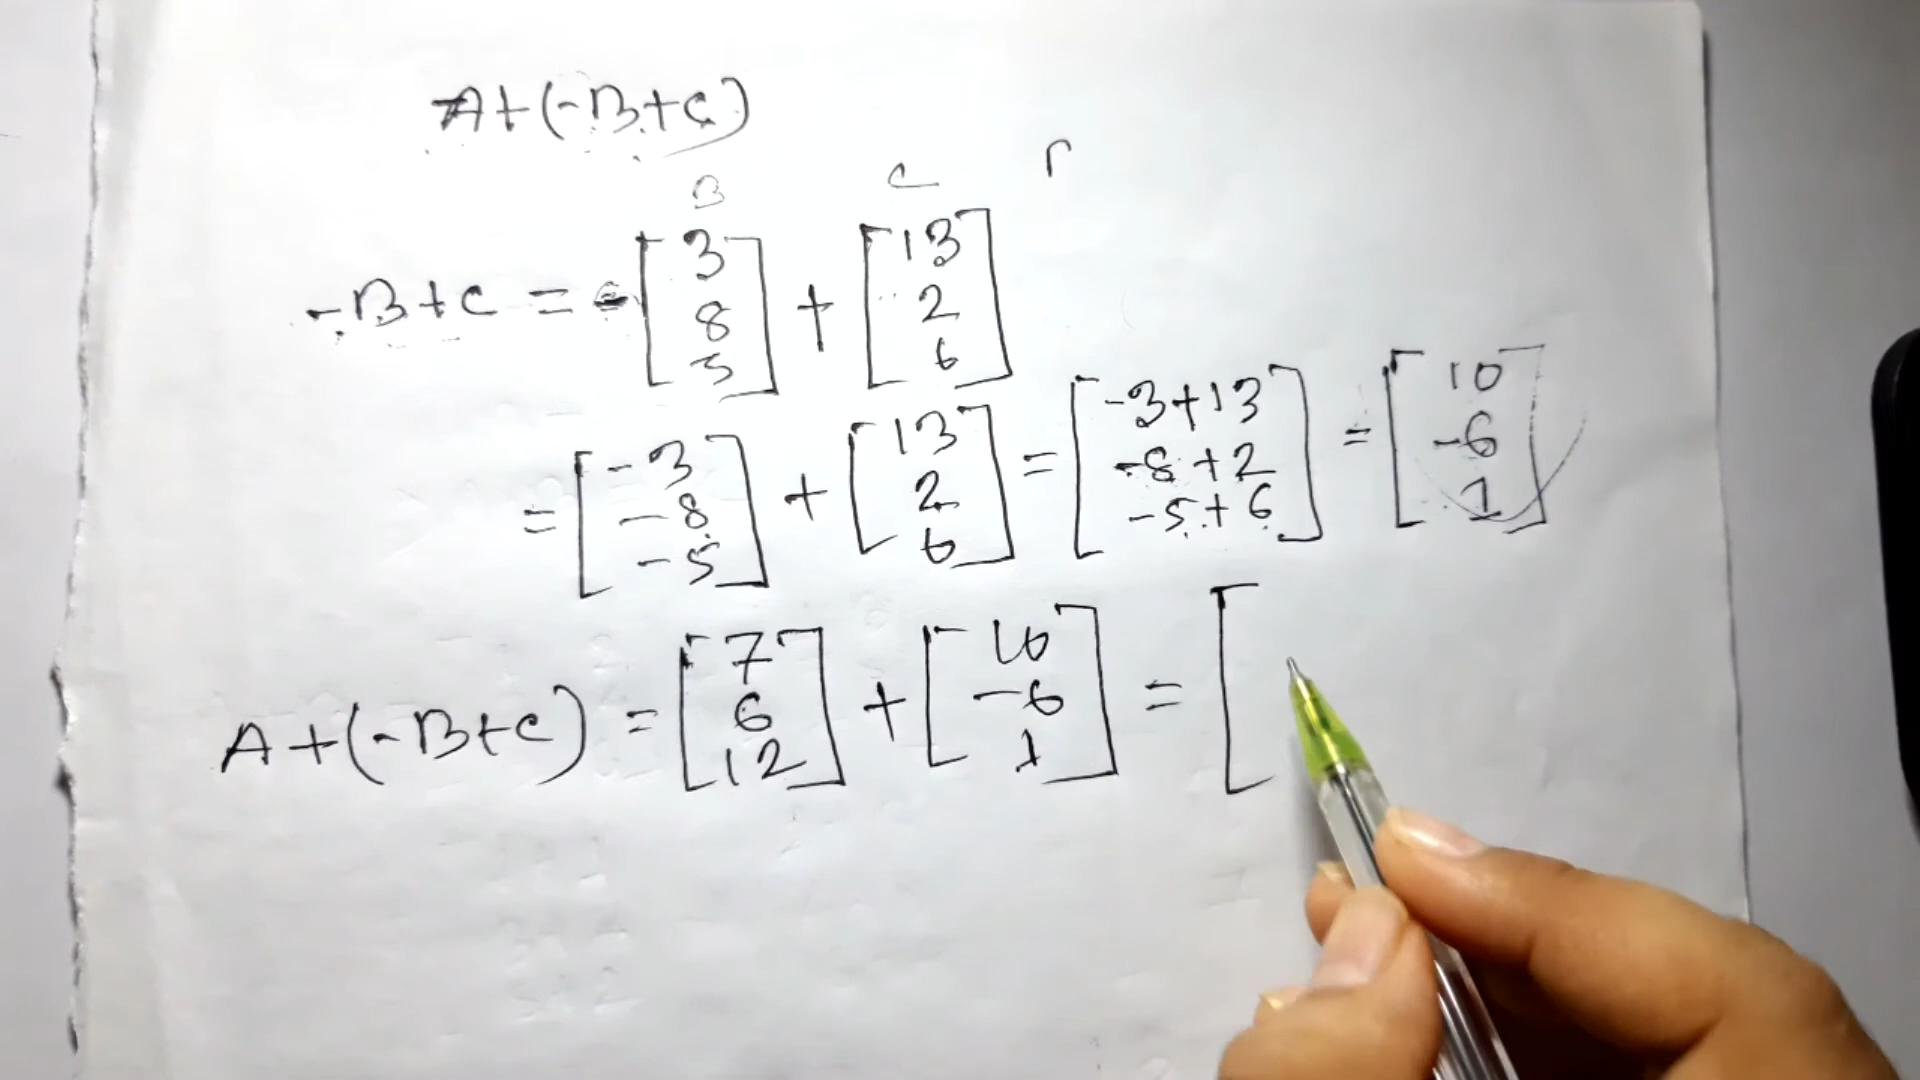 A+(-B+C)
B C
-B+C = -[3 8 5] + [13 2 6]
= [-3 -8 -5] + [13 2 6] = [-3+13 -8+2 -5+6] = [10 -6 1]
A+(-B+C) = [7 6 12] + [10 -6 1] = [